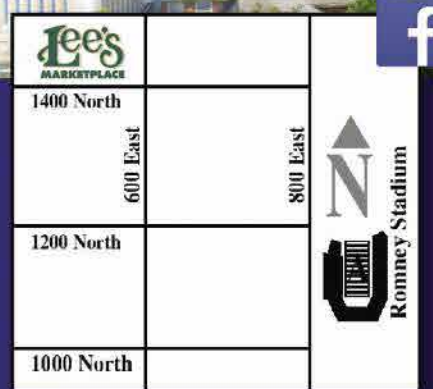 Lee's
MARKETPLACE
1400 North
600 East
800 East
N
Romney Stadium
1200 North
U
A
1000 North
f